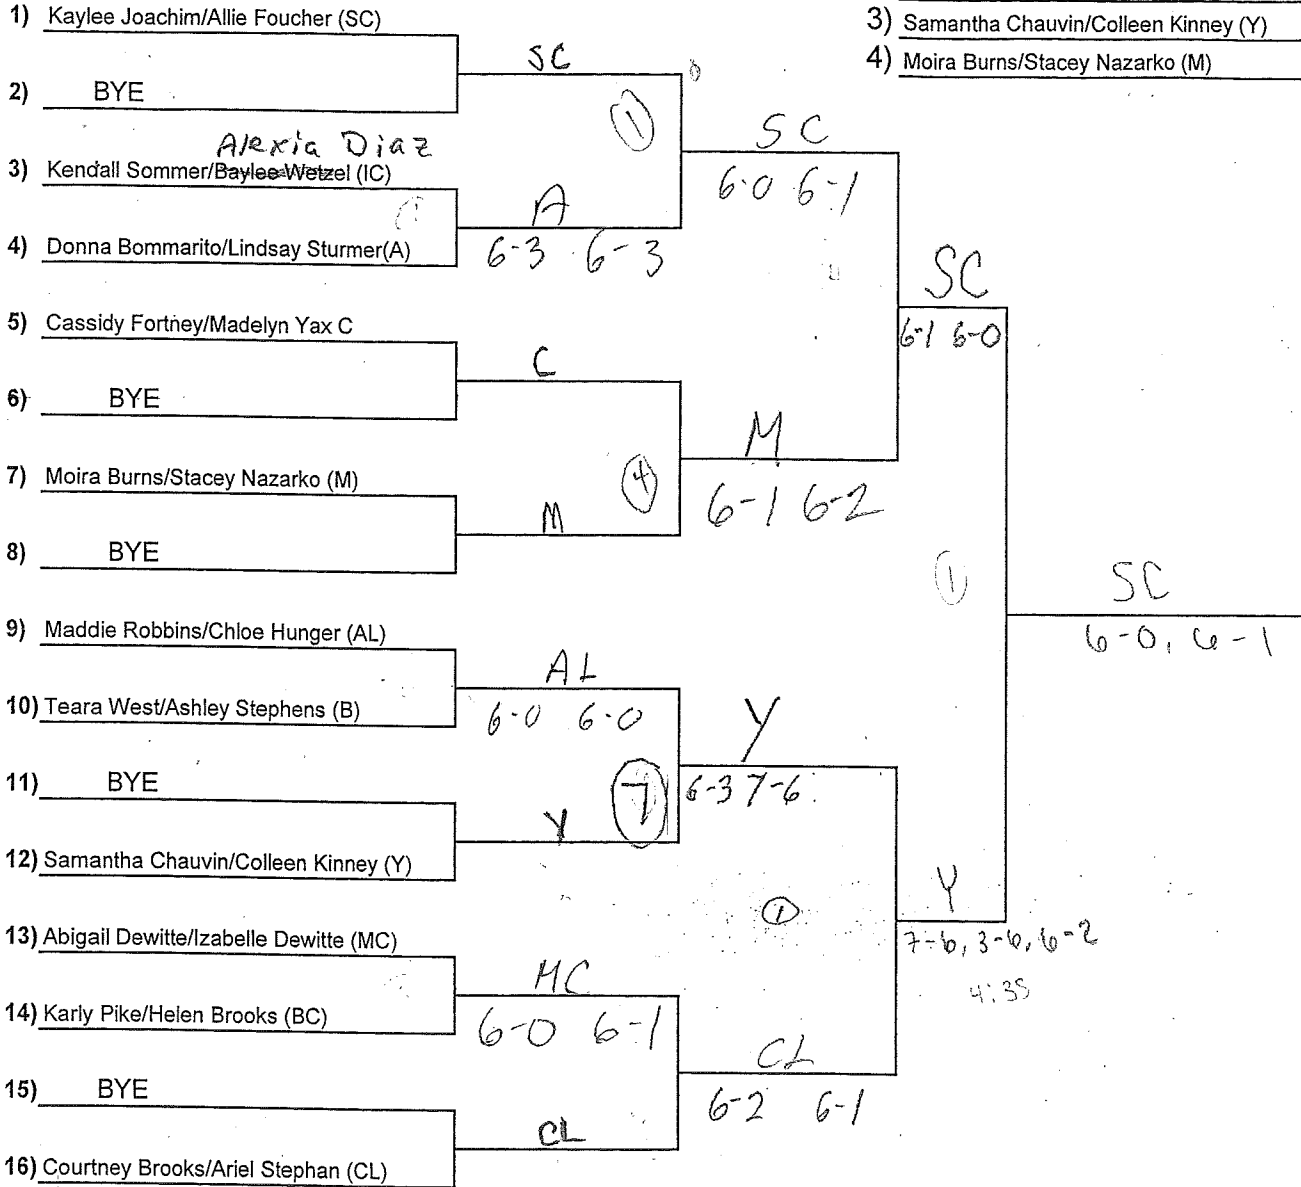 1) Kaylee Joachim/Allie Foucher (SC)
3) Samantha Chauvin/Colleen Kinney (Y)
4) Moira Burns/Stacey Nazarko (M)
SC
2) BYE
1
SC
Alexia Diaz
3) Kendall Sommer/Baylee Wetzel (IC)
6-0 6-1
A
4) Donna Bommarito/Lindsay Sturmer(A)
6-3 6-3
SC
5) Cassidy Fortney/Madelyn Yax C
6-1 6-0
C
6) BYE
M
7) Moira Burns/Stacey Nazarko (M)
4
6-1 6-2
M
8) BYE
1
SC
9) Maddie Robbins/Chloe Hunger (AL)
6-0, 6-1
AL
10) Teara West/Ashley Stephens (B)
6-0 6-0
Y
11) BYE
7
6-3 7-6
Y
12) Samantha Chauvin/Colleen Kinney (Y)
Y
1
13) Abigail Dewitte/Izabelle Dewitte (MC)
7-6, 3-6, 6-2
MC
4:35
14) Karly Pike/Helen Brooks (BC)
6-0 6-1
CL
15) BYE
6-2 6-1
CL
16) Courtney Brooks/Ariel Stephan (CL)